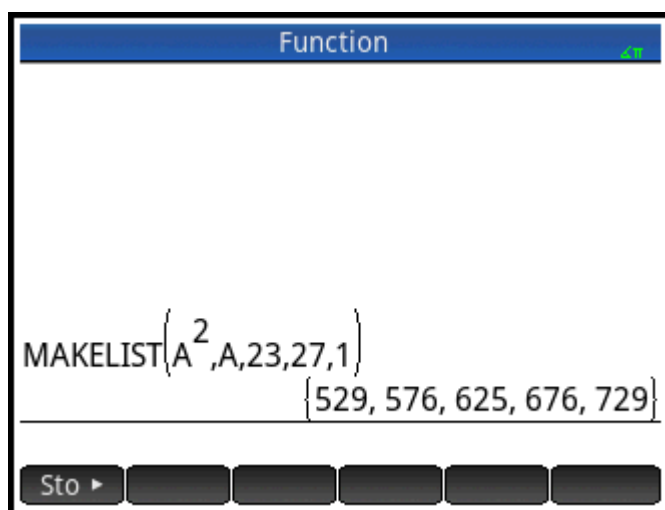 Function
∡π
MAKELIST(A²,A,23,27,1)
{529, 576, 625, 676, 729}
Sto ►